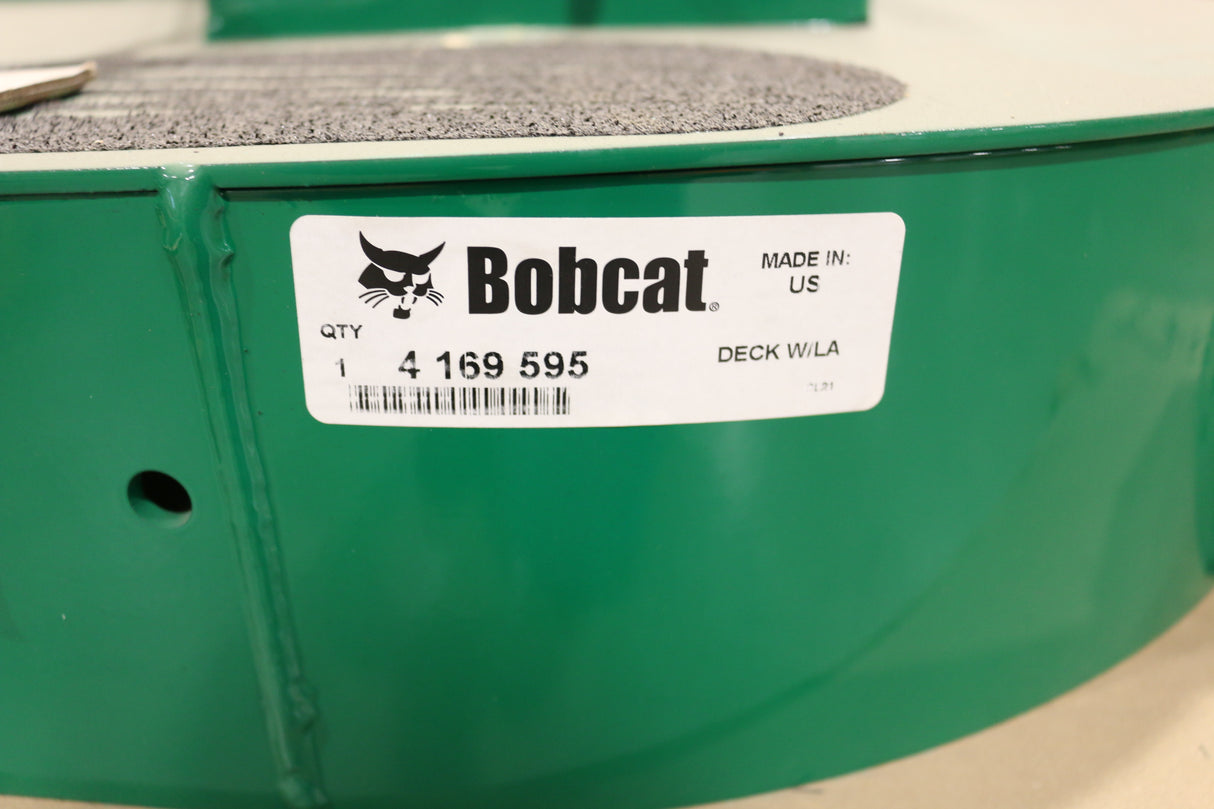 Bobcat®
MADE IN:
US
QTY
1 4 169 595
DECK W/LA